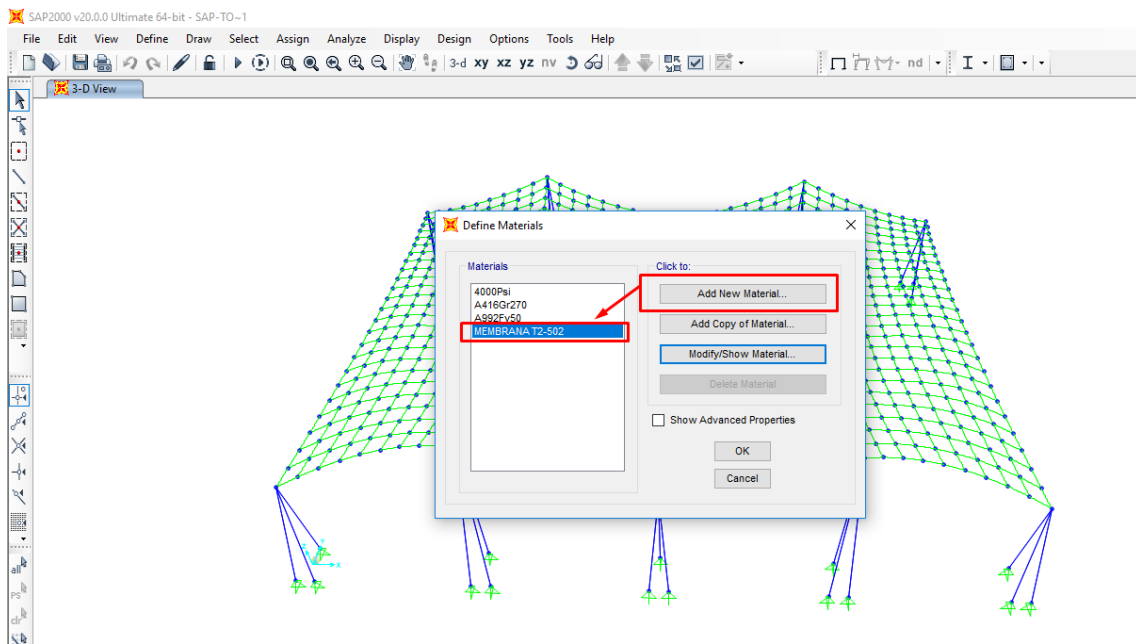 SAP2000 v20.0.0 Ultimate 64-bit - SAP-TO~1
File Edit View Define Draw Select Assign Analyze Display Design Options Tools Help
3-d xy xz yz nv nd
3-D View
Define Materials
Materials
4000Psi
A416Gr270
A992Fy50
MEMBRANA T2-502
Click to:
Add New Material...
Add Copy of Material...
Modify/Show Material...
Delete Material
Show Advanced Properties
OK
Cancel
all
ps
clr